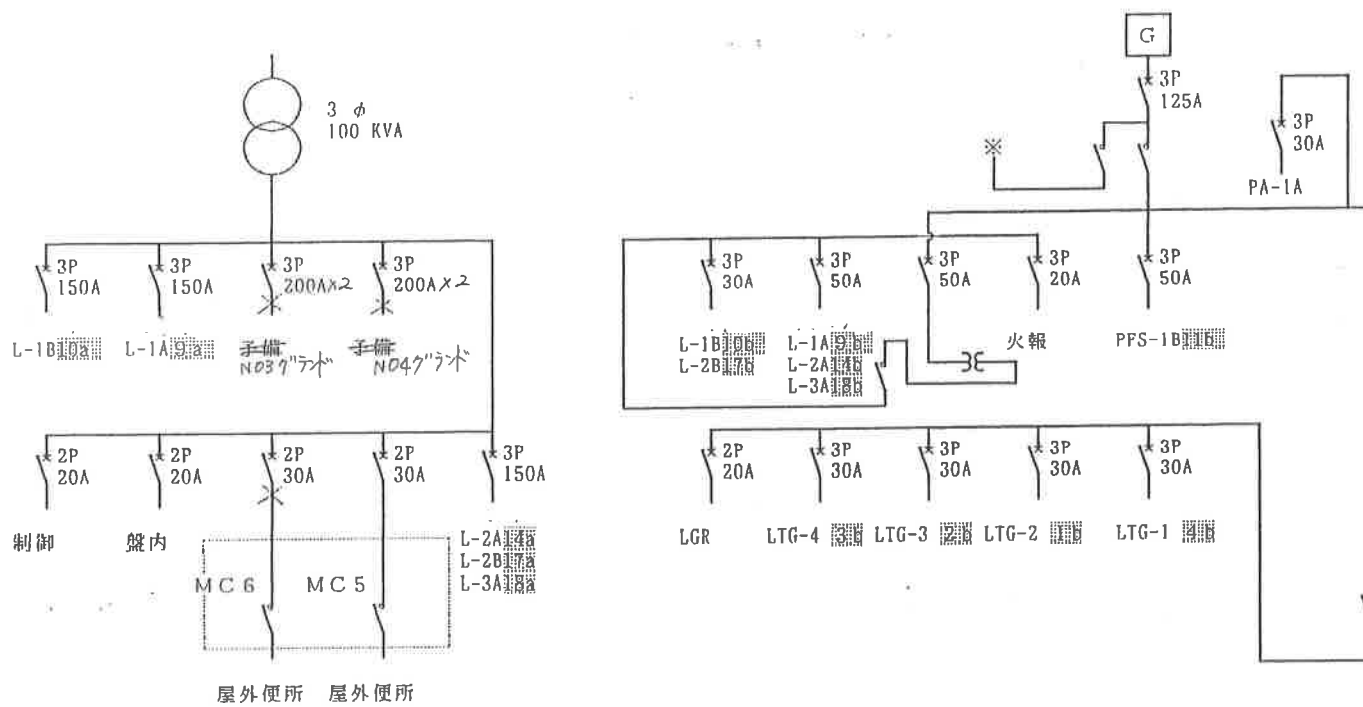 G
3P
125A
3 φ
100 KVA
※
3P
30A
PA-1A
3P
150A
3P
150A
3P
200A×2
3P
200A×2
L-1B 10a
L-1A 9a
予備
NO3グランド
予備
NO4グランド
3P
30A
3P
50A
3P
50A
3P
20A
3P
50A
L-1B 10b
L-2B 17b
L-1A 9b
L-2A 14b
L-3A 18b
火報
PFS-1B 11b
2P
20A
2P
20A
2P
30A
2P
30A
3P
150A
制御
盤内
L-2A 14a
L-2B 17a
L-3A 18a
MC6
MC5
屋外便所
屋外便所
2P
20A
3P
30A
3P
30A
3P
30A
3P
30A
LGR
LTG-4 3b
LTG-3 2b
LTG-2 1b
LTG-1 4b